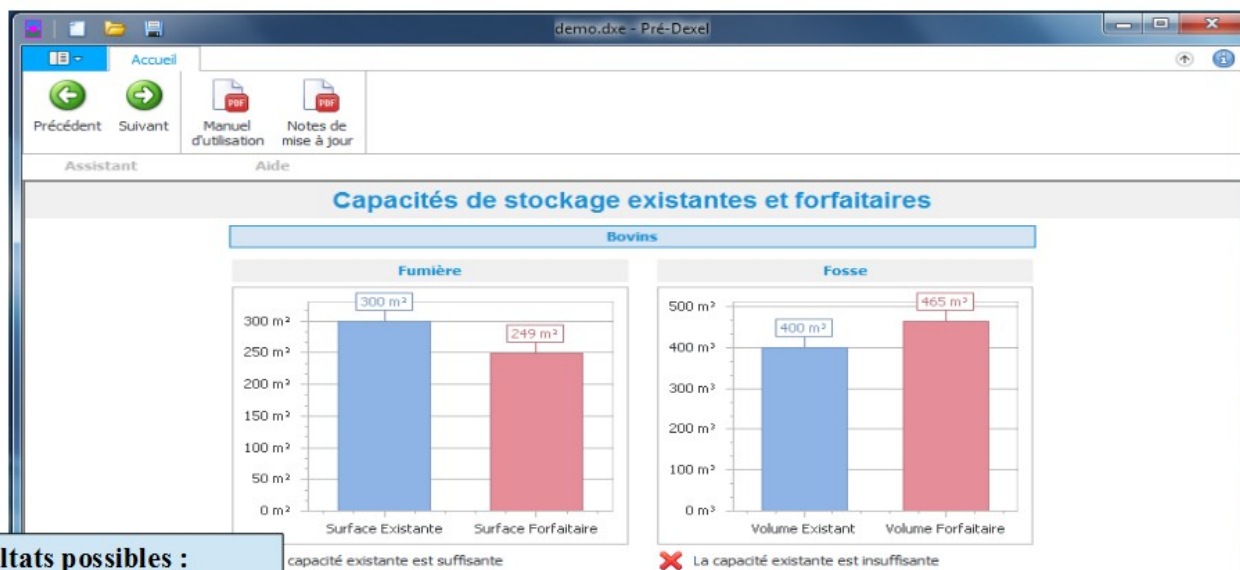 demo.dxe - Pré-Dexel
Accueil
Précédent
Suivant
Manuel
d'utilisation
Notes de
mise à jour
Assistant
Aide
Capacités de stockage existantes et forfaitaires
Bovins
Fumière
300 m²
249 m²
300 m²
250 m²
200 m²
150 m²
100 m²
50 m²
0 m²
Surface Existante
Surface Forfaitaire
capacité existante est suffisante
Fosse
400 m³
465 m³
500 m³
400 m³
300 m³
200 m³
100 m³
0 m³
Volume Existant
Volume Forfaitaire
La capacité existante est insuffisante
ltats possibles :